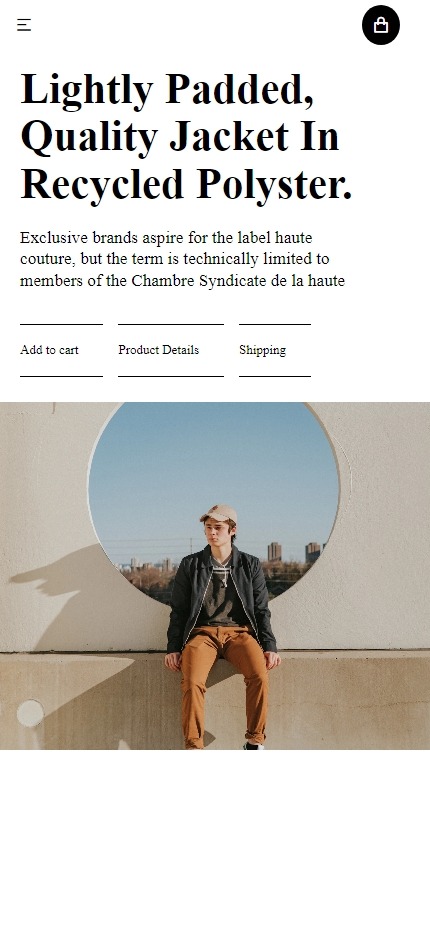 Lightly Padded,
Quality Jacket In
Recycled Polyster.
Exclusive brands aspire for the label haute
couture, but the term is technically limited to
members of the Chambre Syndicate de la haute
Add to cart
Product Details
Shipping